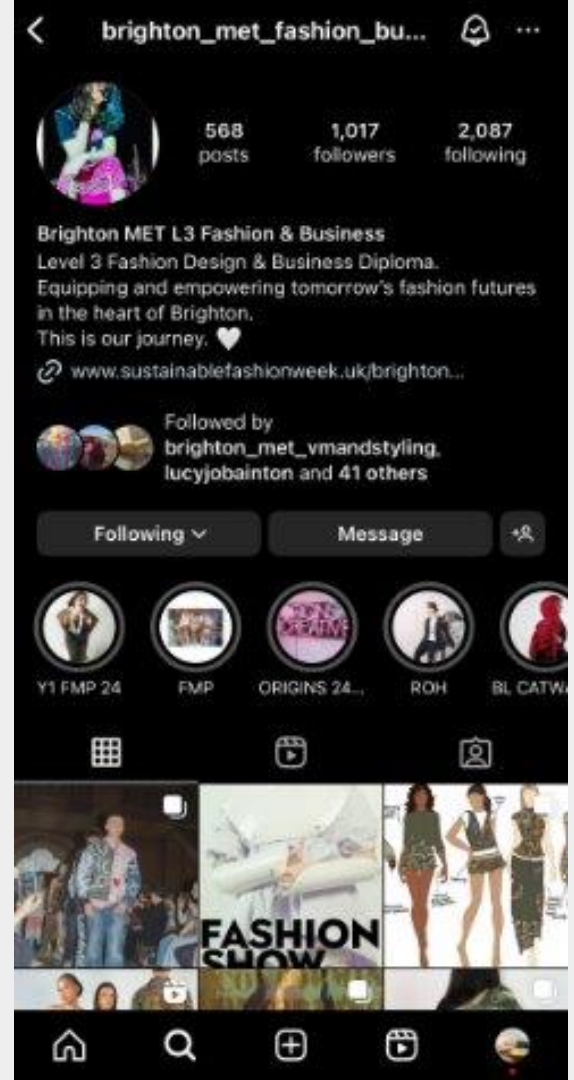 brighton_met_fashion_bu...
568
posts
1,017
followers
2,087
following
Brighton MET L3 Fashion & Business
Level 3 Fashion Design & Business Diploma.
Equipping and empowering tomorrow's fashion futures
in the heart of Brighton.
This is our journey. 🤍
www.sustainablefashionweek.uk/brighton...
Followed by
brighton_met_vmandstyling,
lucyjobainton and 41 others
Following
Message
Y1 FMP 24
FMP
ORIGINS 24...
ROH
BL CATWA
CREATIVE
FASHION
SHOW